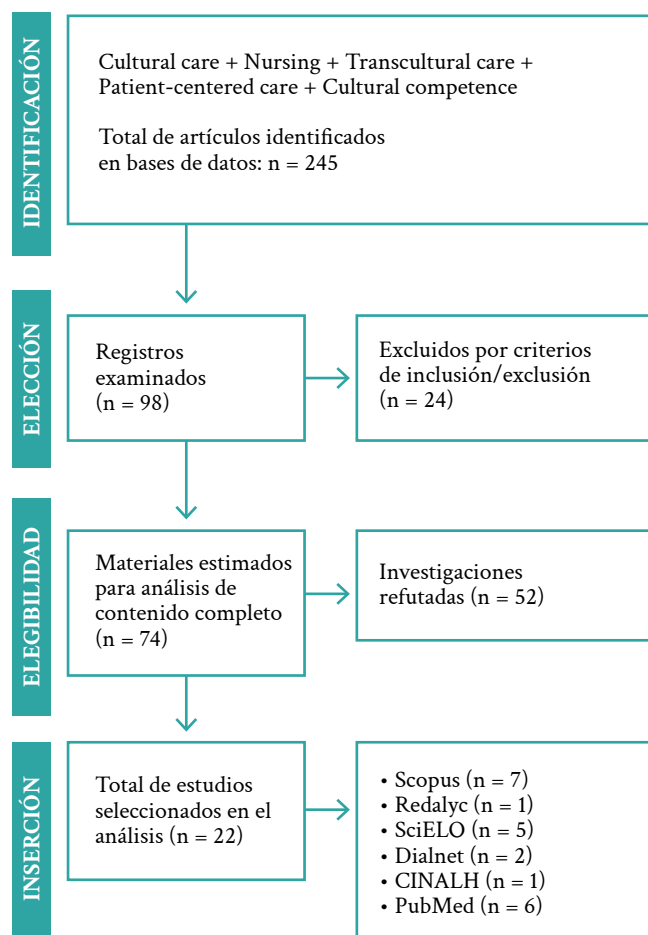 IDENTIFICACIÓN
Cultural care + Nursing + Transcultural care +
Patient-centered care + Cultural competence
Total de artículos identificados
en bases de datos: n = 245
ELECCIÓN
Registros
examinados
(n = 98)
Excluidos por criterios
de inclusión/exclusión
(n = 24)
ELEGIBILIDAD
Materiales estimados
para análisis de
contenido completo
(n = 74)
Investigaciones
refutadas (n = 52)
INSERCIÓN
Total de estudios
seleccionados en el
análisis (n = 22)
• Scopus (n = 7)
• Redalyc (n = 1)
• SciELO (n = 5)
• Dialnet (n = 2)
• CINALH (n = 1)
• PubMed (n = 6)